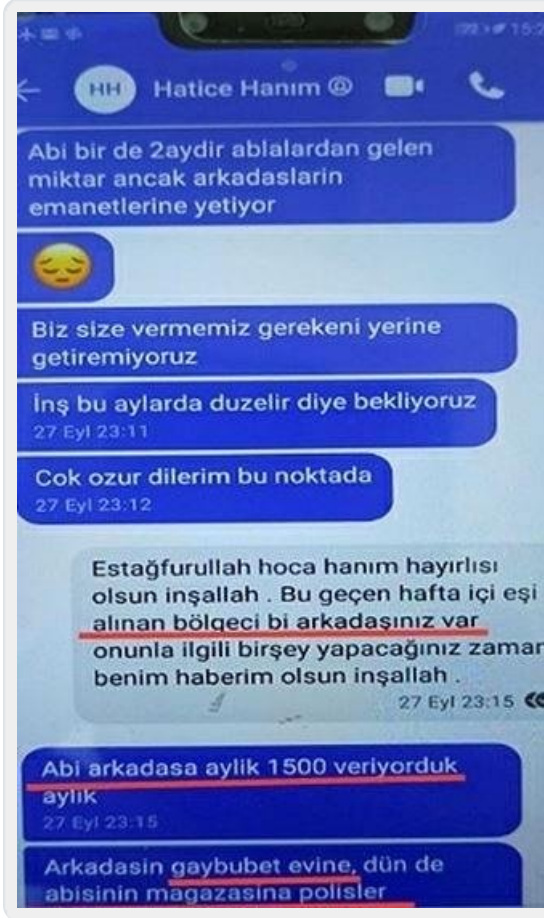 HH Hatice Hanım
Abi bir de 2aydir ablalardan gelen
miktar ancak arkadaslarin
emanetlerine yetiyor
Biz size vermemiz gerekeni yerine
getiremiyoruz
İnş bu aylarda duzelir diye bekliyoruz
27 Eyl 23:11
Cok ozur dilerim bu noktada
27 Eyl 23:12
Estağfurullah hoca hanım hayırlısı
olsun inşallah . Bu geçen hafta içi eşi
alınan bölgeci bi arkadaşınız var
onunla ilgili birşey yapacağınız zaman
benim haberim olsun inşallah .
27 Eyl 23:15
Abi arkadasa aylik 1500 veriyorduk
aylık
27 Eyl 23:15
Arkadasin gaybubet evine, dün de
abisinin magazasina polisler